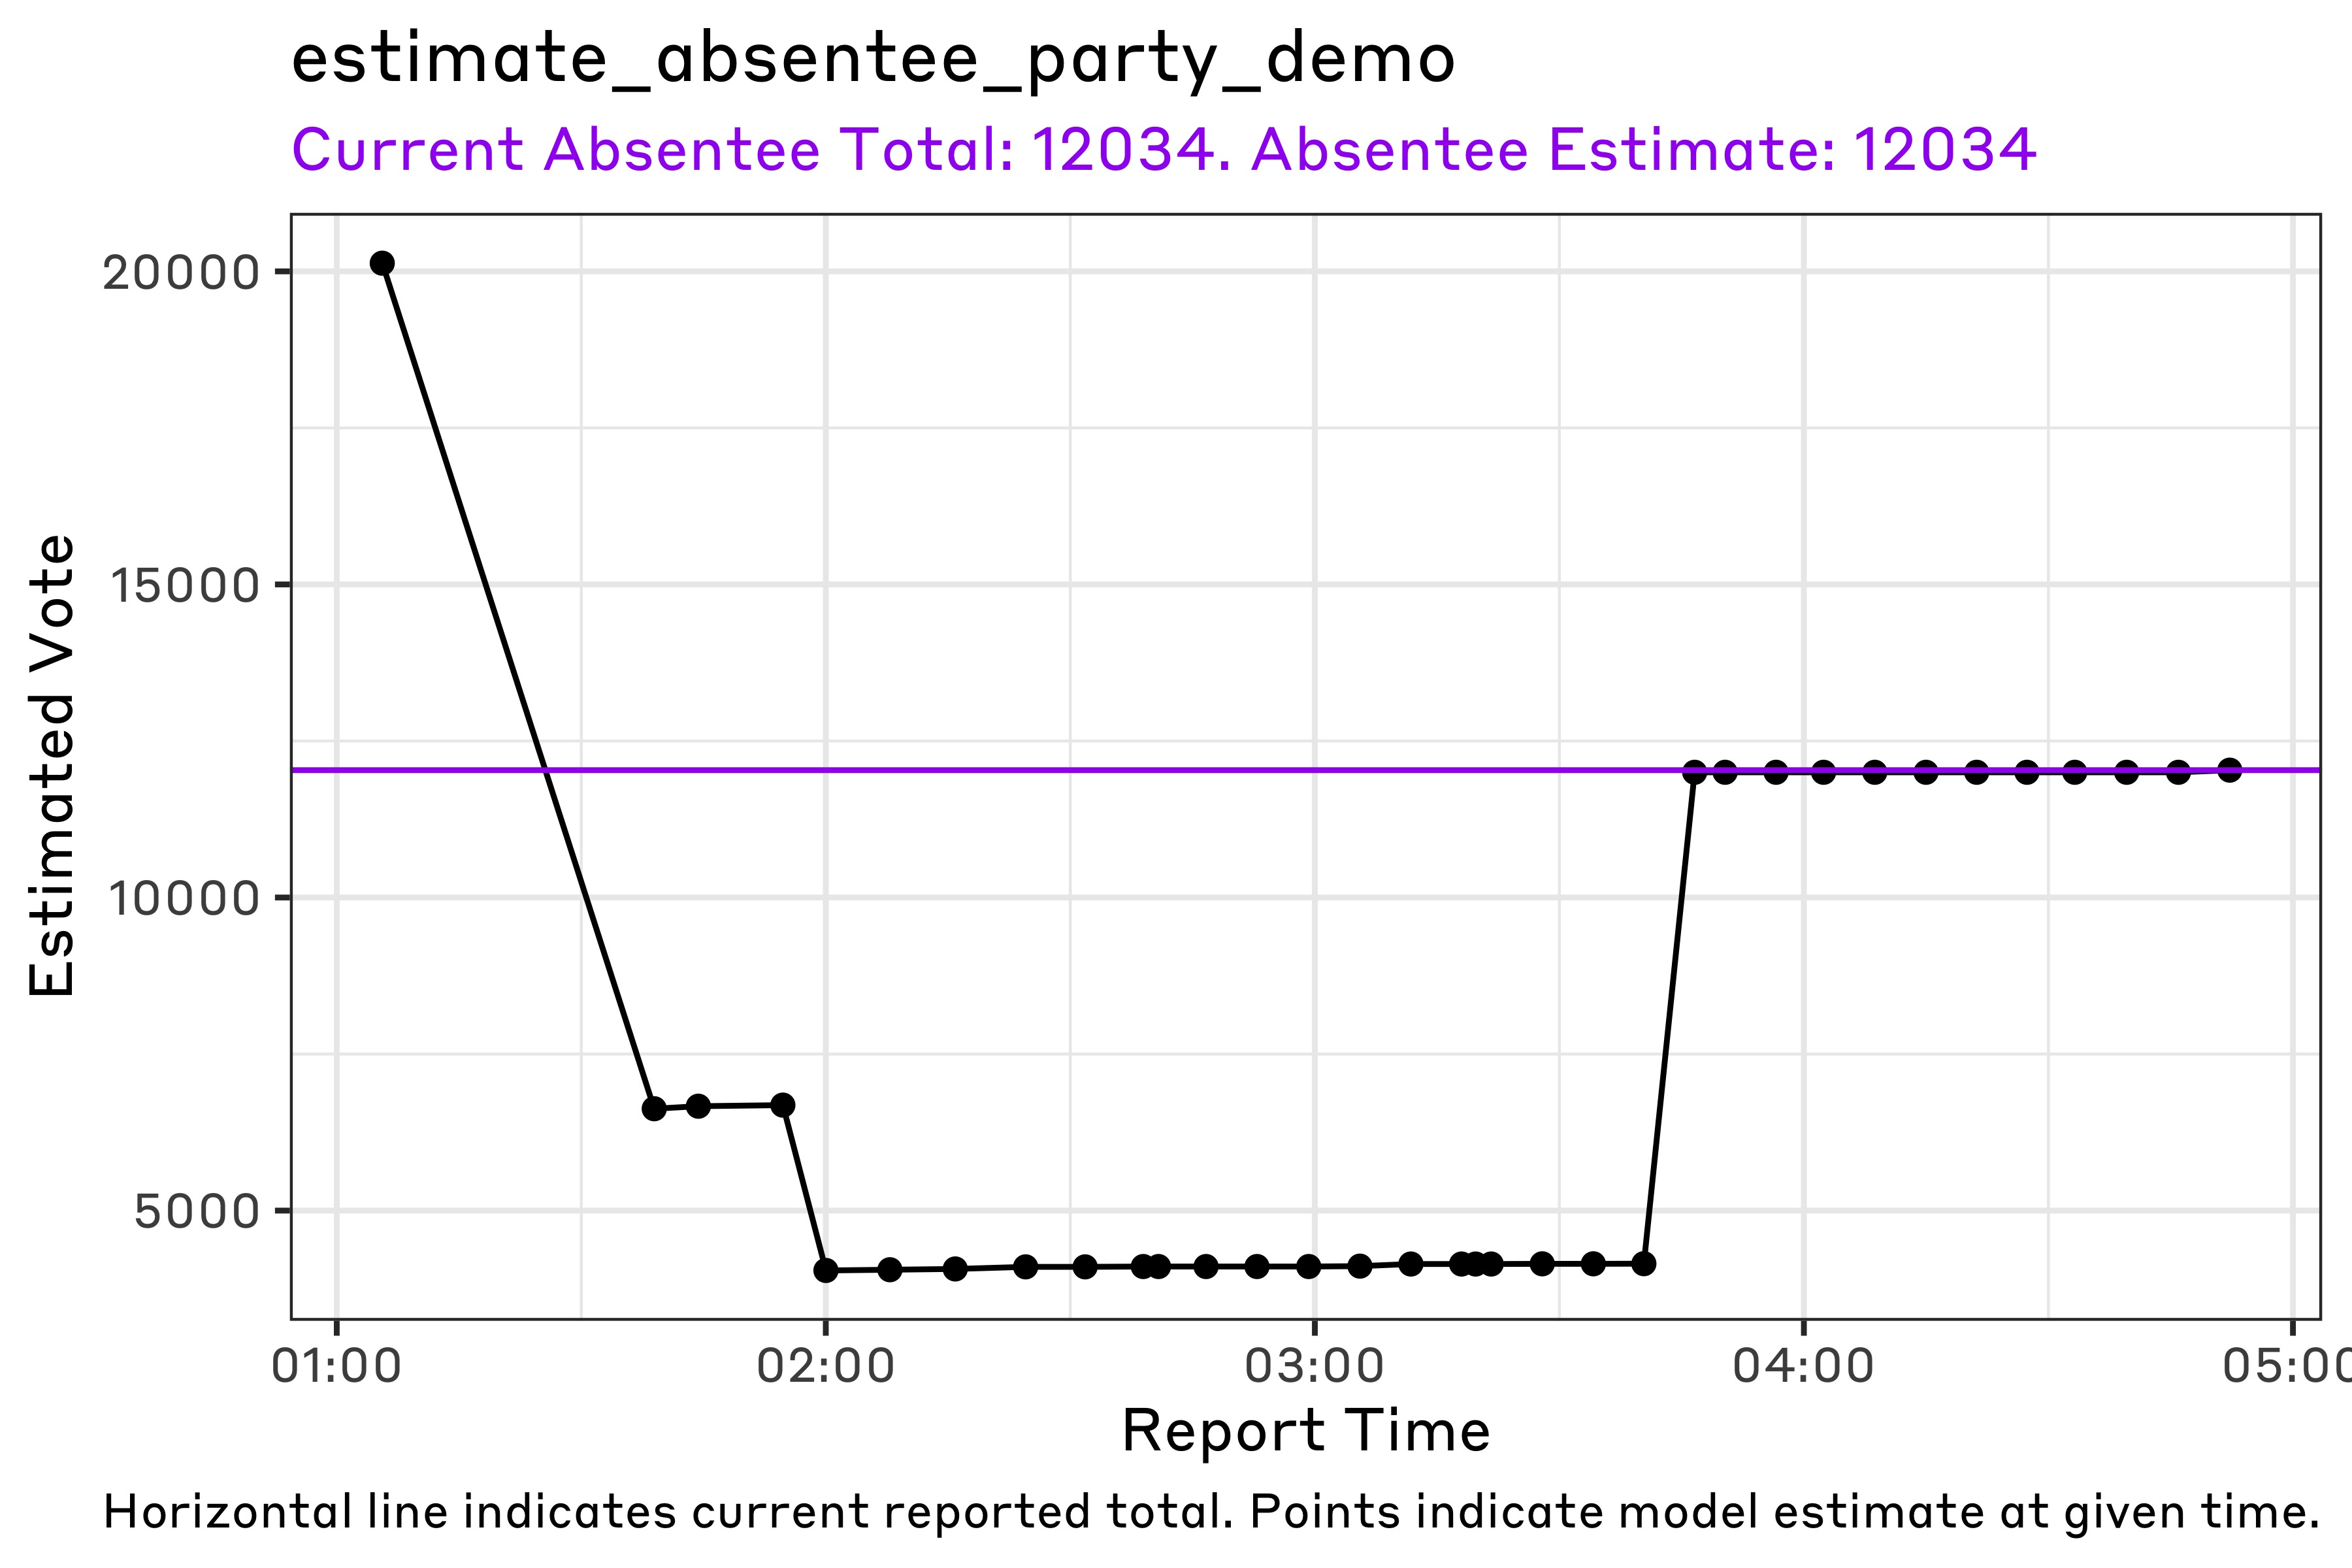 estimate_absentee_party_demo
Current Absentee Total: 12034. Absentee Estimate: 12034
Estimated Vote
20000
15000
10000
5000
01:00 02:00 03:00 04:00 05:00
Report Time
Horizontal line indicates current reported total. Points indicate model estimate at given time.